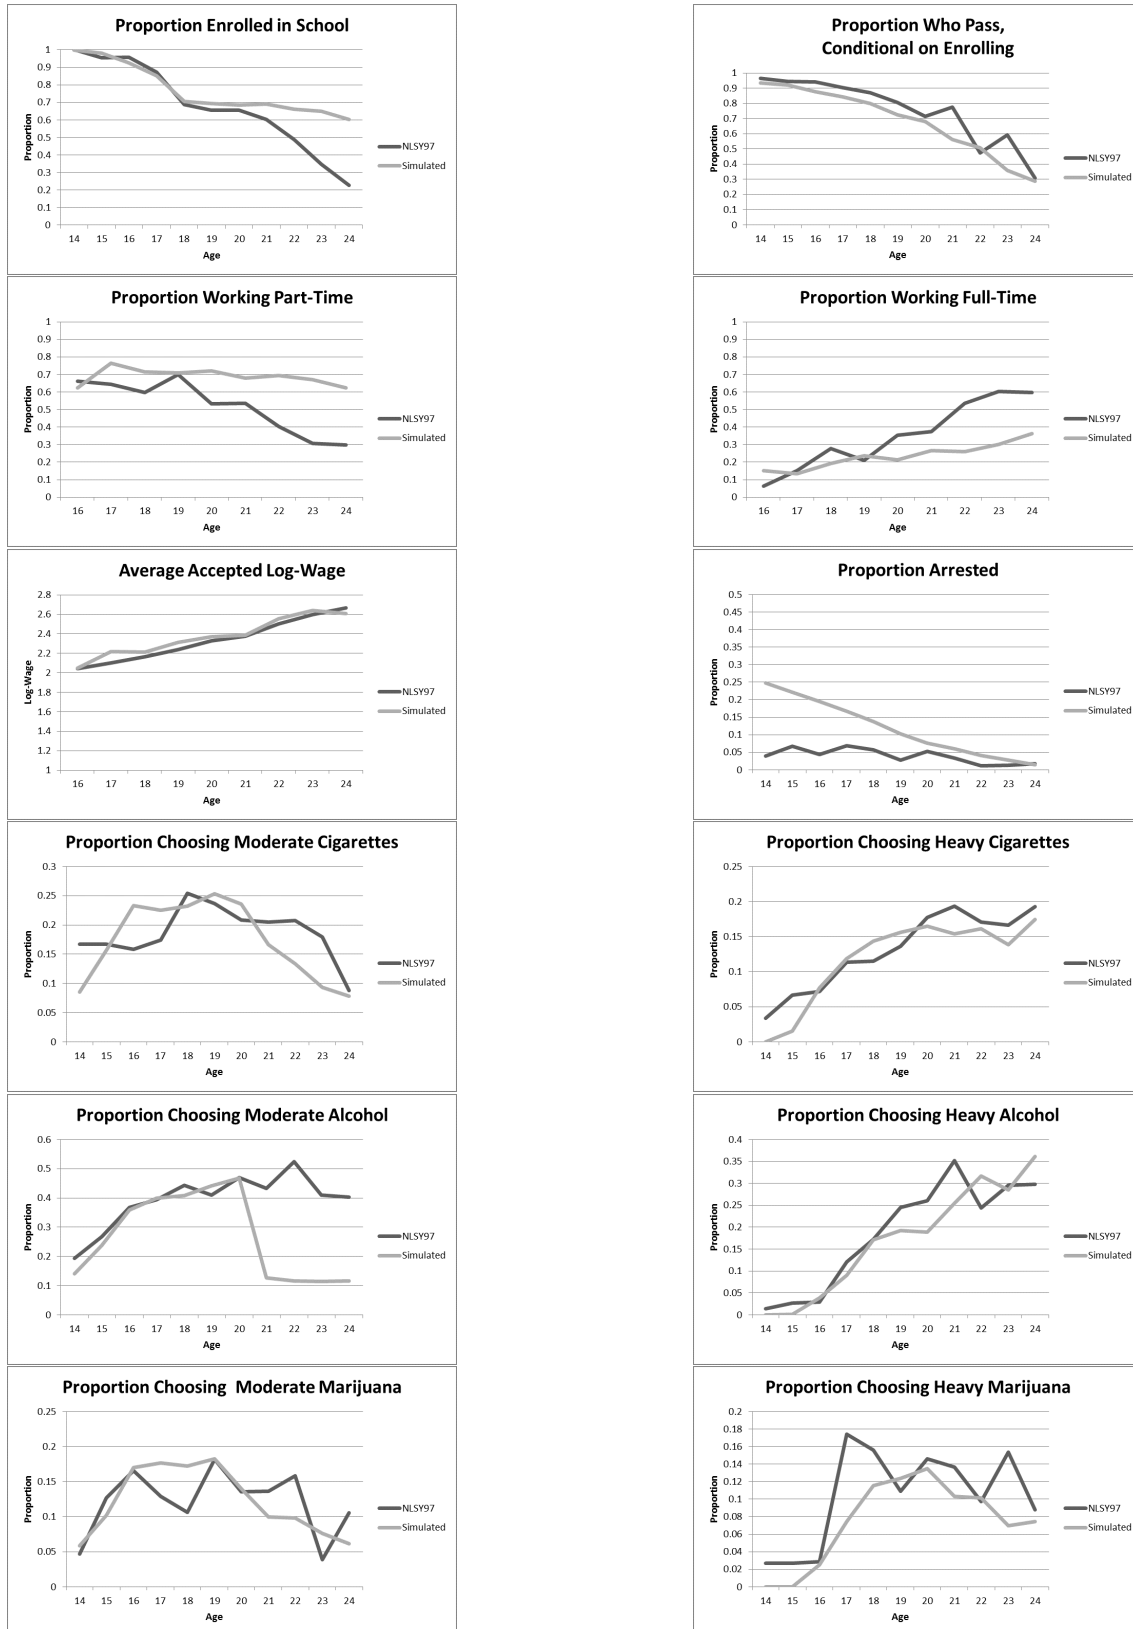 Proportion Enrolled in School
1
0.9
0.8
0.7
0.6
0.5
0.4
0.3
0.2
0.1
0
Proportion
14 15 16 17 18 19 20 21 22 23 24
Age
NLSY97
Simulated
Proportion Who Pass,
Conditional on Enrolling
1
0.9
0.8
0.7
0.6
0.5
0.4
0.3
0.2
0.1
0
Proportion
14 15 16 17 18 19 20 21 22 23 24
Age
NLSY97
Simulated
Proportion Working Part-Time
1
0.9
0.8
0.7
0.6
0.5
0.4
0.3
0.2
0.1
0
Proportion
16 17 18 19 20 21 22 23 24
Age
NLSY97
Simulated
Proportion Working Full-Time
1
0.9
0.8
0.7
0.6
0.5
0.4
0.3
0.2
0.1
0
Proportion
16 17 18 19 20 21 22 23 24
Age
NLSY97
Simulated
Average Accepted Log-Wage
2.8
2.6
2.4
2.2
2
1.8
1.6
1.4
1.2
1
Log-Wage
16 17 18 19 20 21 22 23 24
Age
NLSY97
Simulated
Proportion Arrested
0.5
0.45
0.4
0.35
0.3
0.25
0.2
0.15
0.1
0.05
0
Proportion
14 15 16 17 18 19 20 21 22 23 24
Age
NLSY97
Simulated
Proportion Choosing Moderate Cigarettes
0.3
0.25
0.2
0.15
0.1
0.05
0
Proportion
14 15 16 17 18 19 20 21 22 23 24
Age
NLSY97
Simulated
Proportion Choosing Heavy Cigarettes
0.25
0.2
0.15
0.1
0.05
0
Proportion
14 15 16 17 18 19 20 21 22 23 24
Age
NLSY97
Simulated
Proportion Choosing Moderate Alcohol
0.6
0.5
0.4
0.3
0.2
0.1
0
Proportion
14 15 16 17 18 19 20 21 22 23 24
Age
NLSY97
Simulated
Proportion Choosing Heavy Alcohol
0.4
0.35
0.3
0.25
0.2
0.15
0.1
0.05
0
Proportion
14 15 16 17 18 19 20 21 22 23 24
Age
NLSY97
Simulated
Proportion Choosing Moderate Marijuana
0.25
0.2
0.15
0.1
0.05
0
Proportion
14 15 16 17 18 19 20 21 22 23 24
Age
NLSY97
Simulated
Proportion Choosing Heavy Marijuana
0.2
0.18
0.16
0.14
0.12
0.1
0.08
0.06
0.04
0.02
0
Proportion
14 15 16 17 18 19 20 21 22 23 24
Age
NLSY97
Simulated